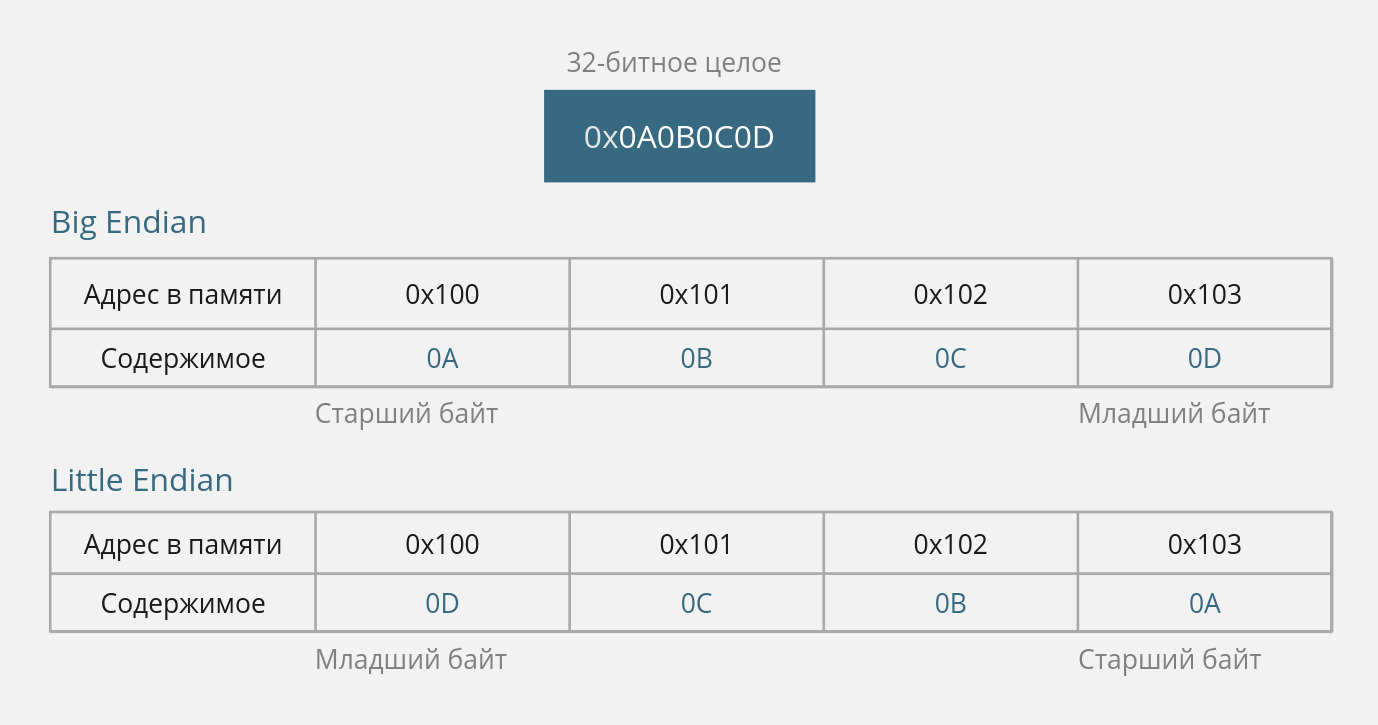 32-битное целое
0x0A0B0C0D
Big Endian
Адрес в памяти 0x100 0x101 0x102 0x103
Содержимое 0A 0B 0C 0D
Старший байт Младший байт
Little Endian
Адрес в памяти 0x100 0x101 0x102 0x103
Содержимое 0D 0C 0B 0A
Младший байт Старший байт